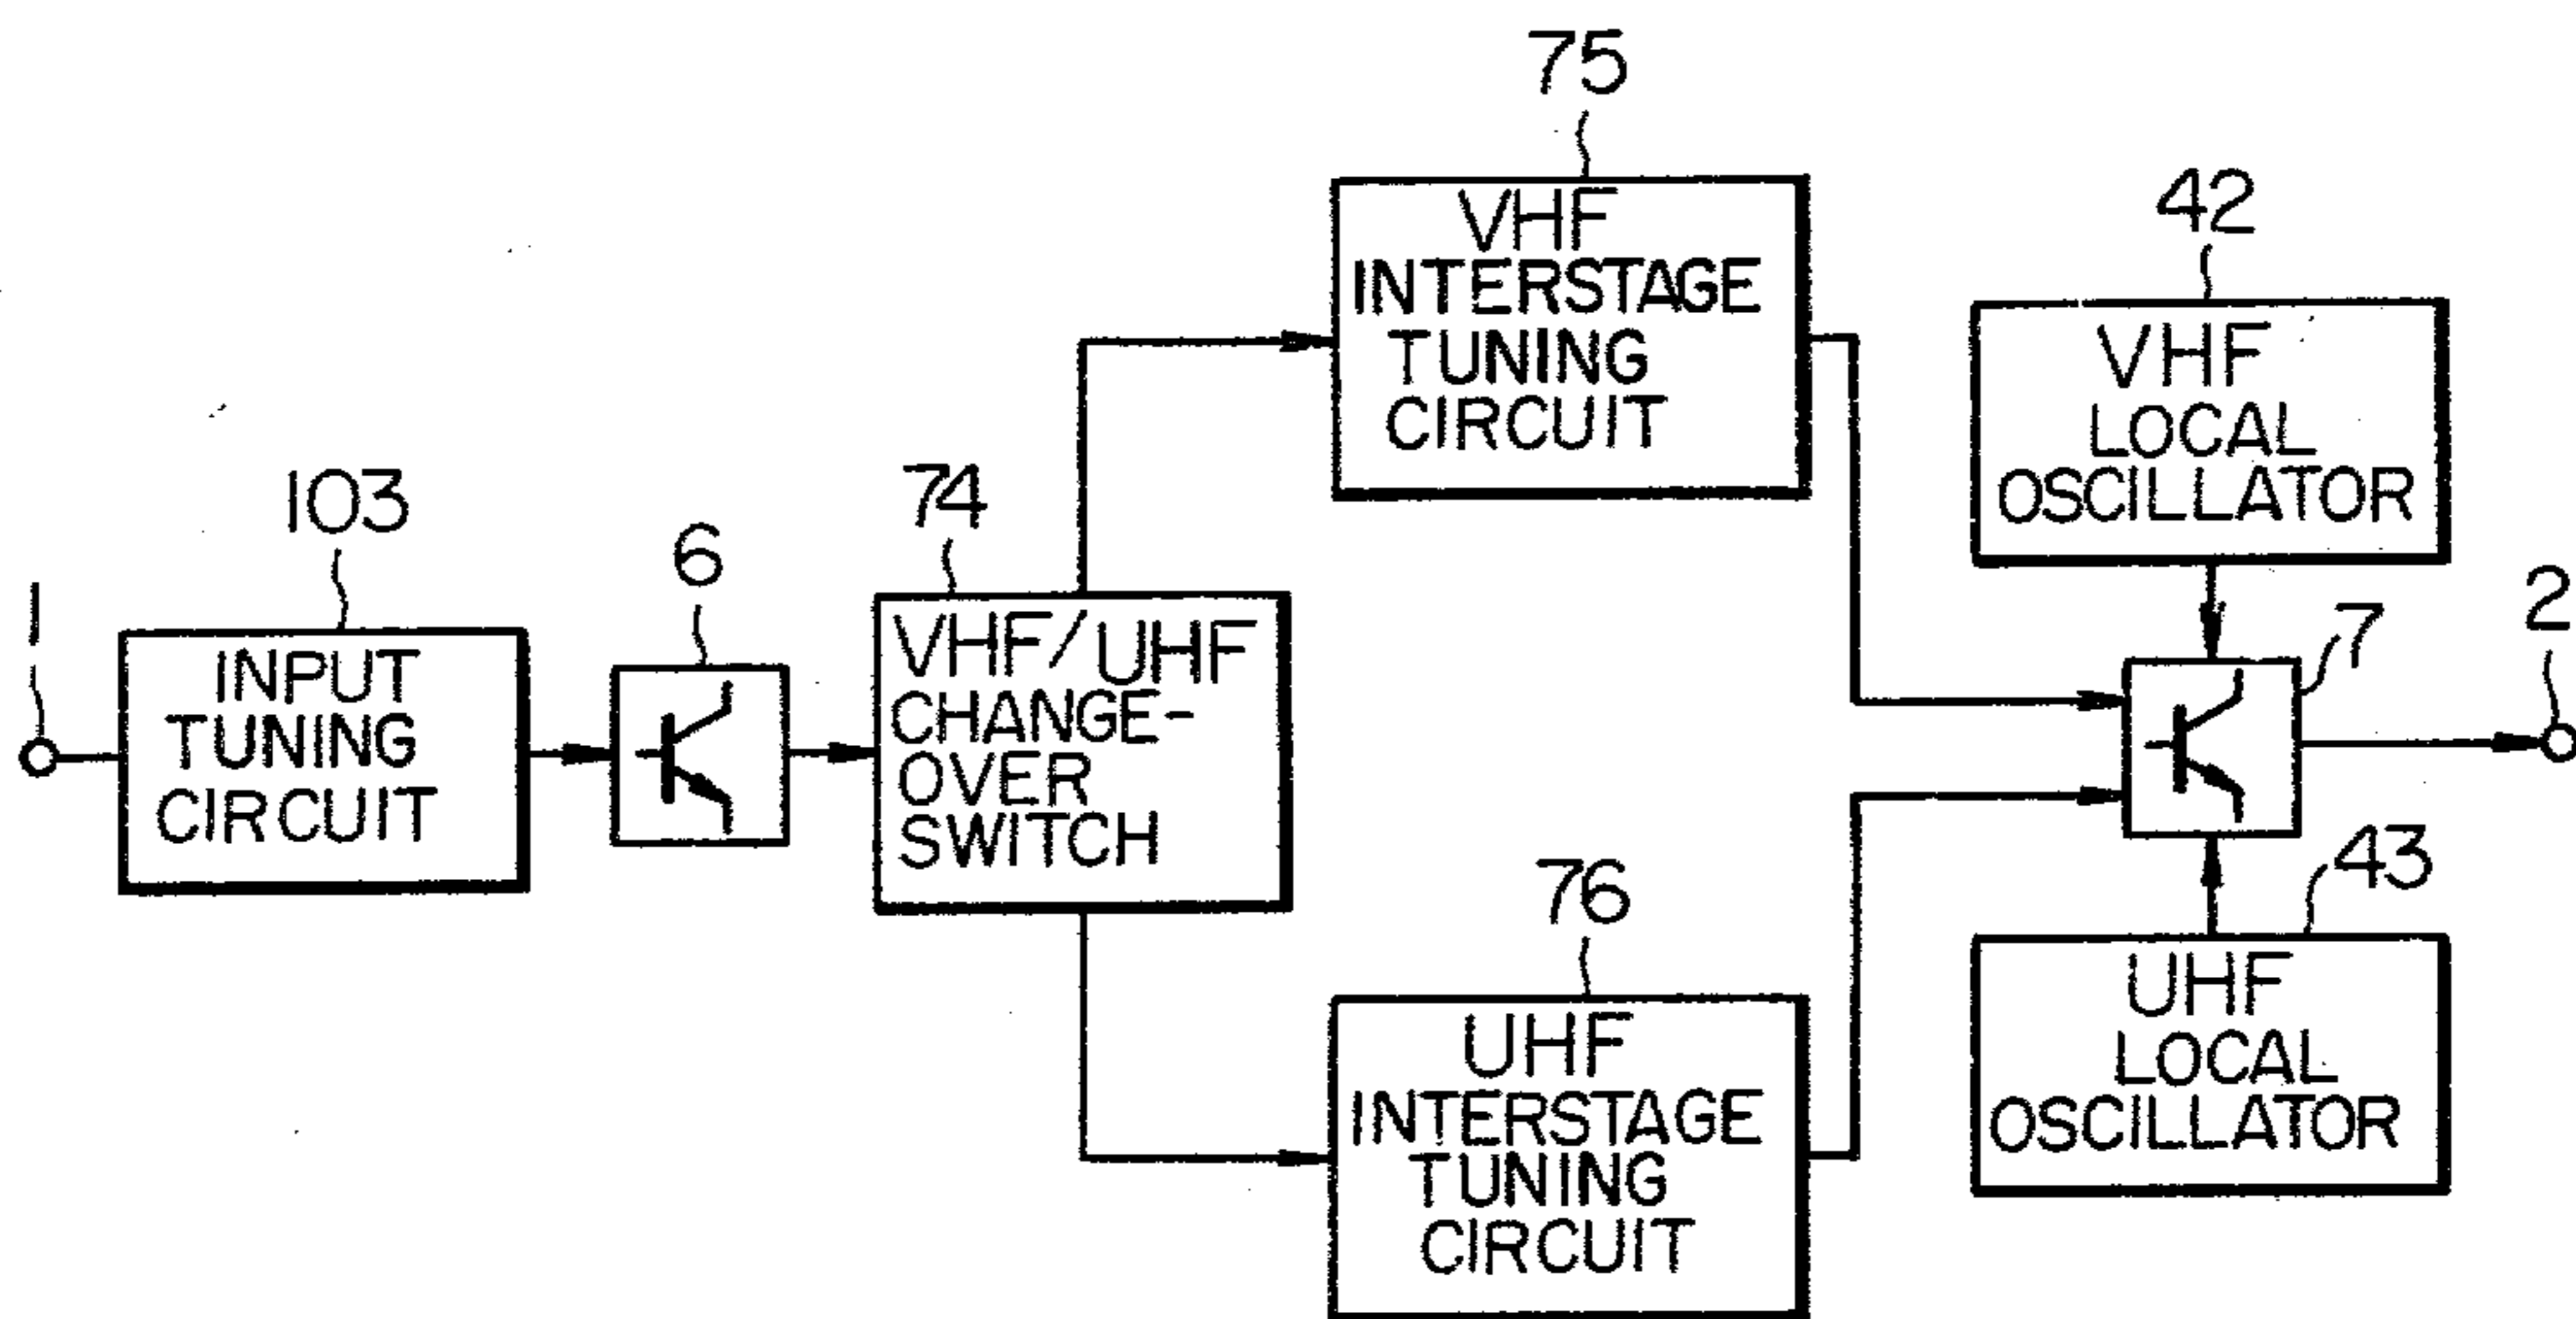 1
103
INPUT
TUNING
CIRCUIT
6
74
VHF/UHF
CHANGE-
OVER
SWITCH
75
VHF
INTERSTAGE
TUNING
CIRCUIT
76
UHF
INTERSTAGE
TUNING
CIRCUIT
42
VHF
LOCAL
OSCILLATOR
7
2
43
UHF
LOCAL
OSCILLATOR